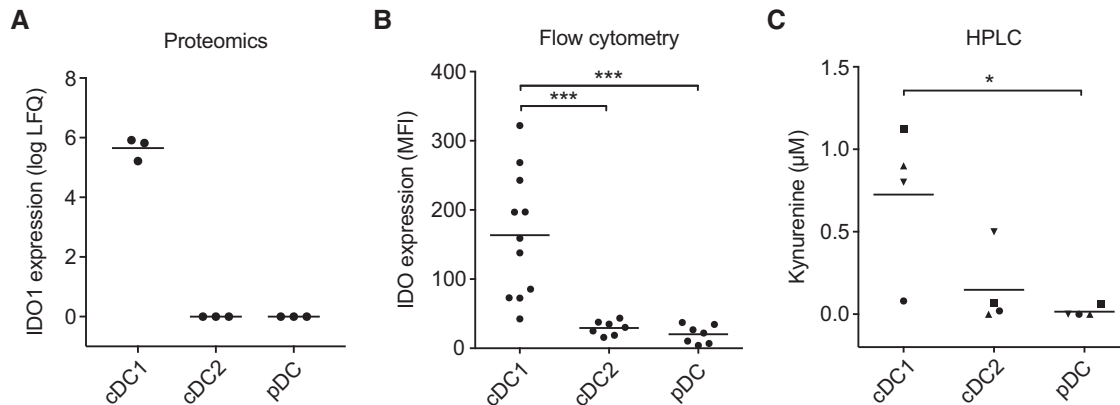 A
Proteomics
IDO1 expression (log LFQ)
8
6
4
2
0
cDC1
cDC2
pDC
B
Flow cytometry
IDO expression (MFI)
400
300
200
100
0
***
***
cDC1
cDC2
pDC
C
HPLC
Kynurenine (µM)
1.5
1.0
0.5
0.0
*
cDC1
cDC2
pDC